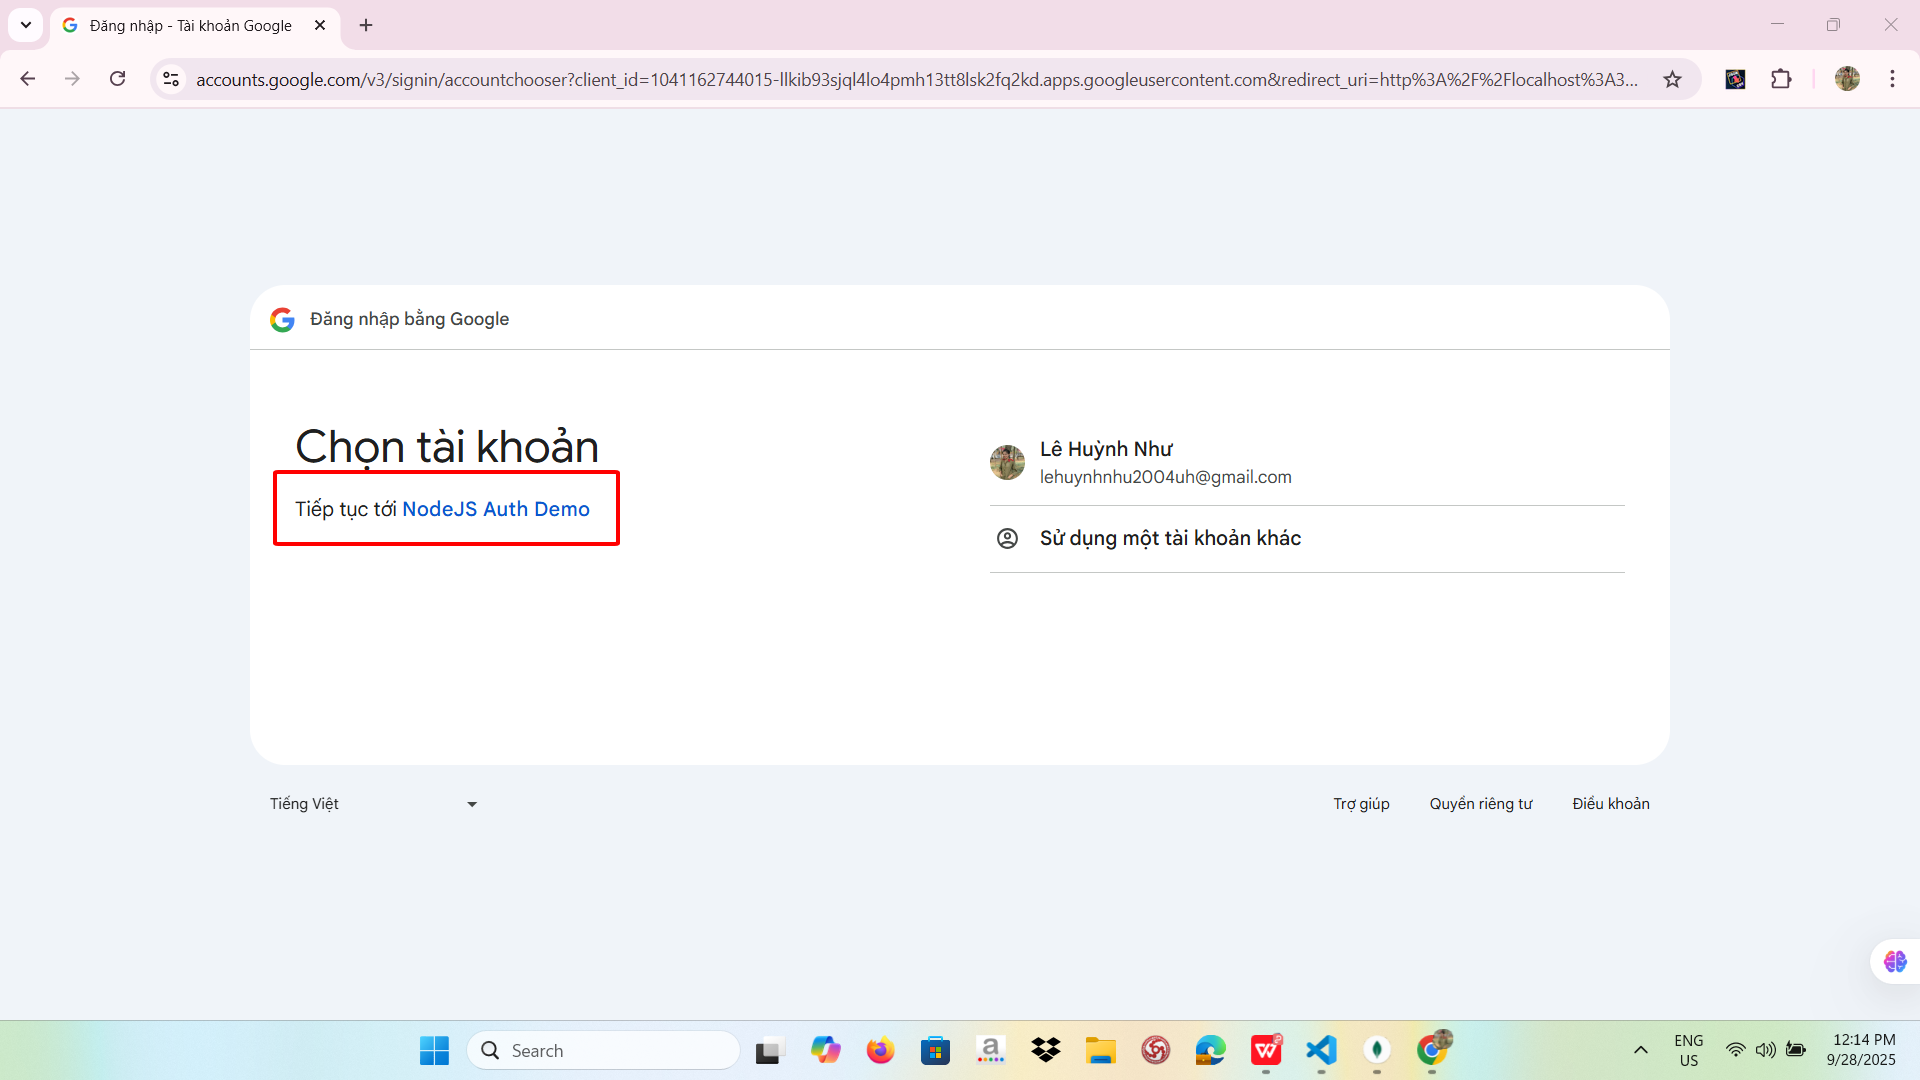 Đăng nhập - Tài khoản Google
accounts.google.com/v3/signin/accountchooser?client_id=1041162744015-llkib93sjql4lo4pmh13tt8lsk2fq2kd.apps.googleusercontent.com&redirect_uri=http%3A%2F%2Flocalhost%3A3...
Đăng nhập bằng Google
Chọn tài khoản
Tiếp tục tới NodeJS Auth Demo
Lê Huỳnh Như
lehuynhnhu2004uh@gmail.com
Sử dụng một tài khoản khác
Tiếng Việt
Trợ giúp
Quyền riêng tư
Điều khoản
Search
ENG
US
12:14 PM
9/28/2025